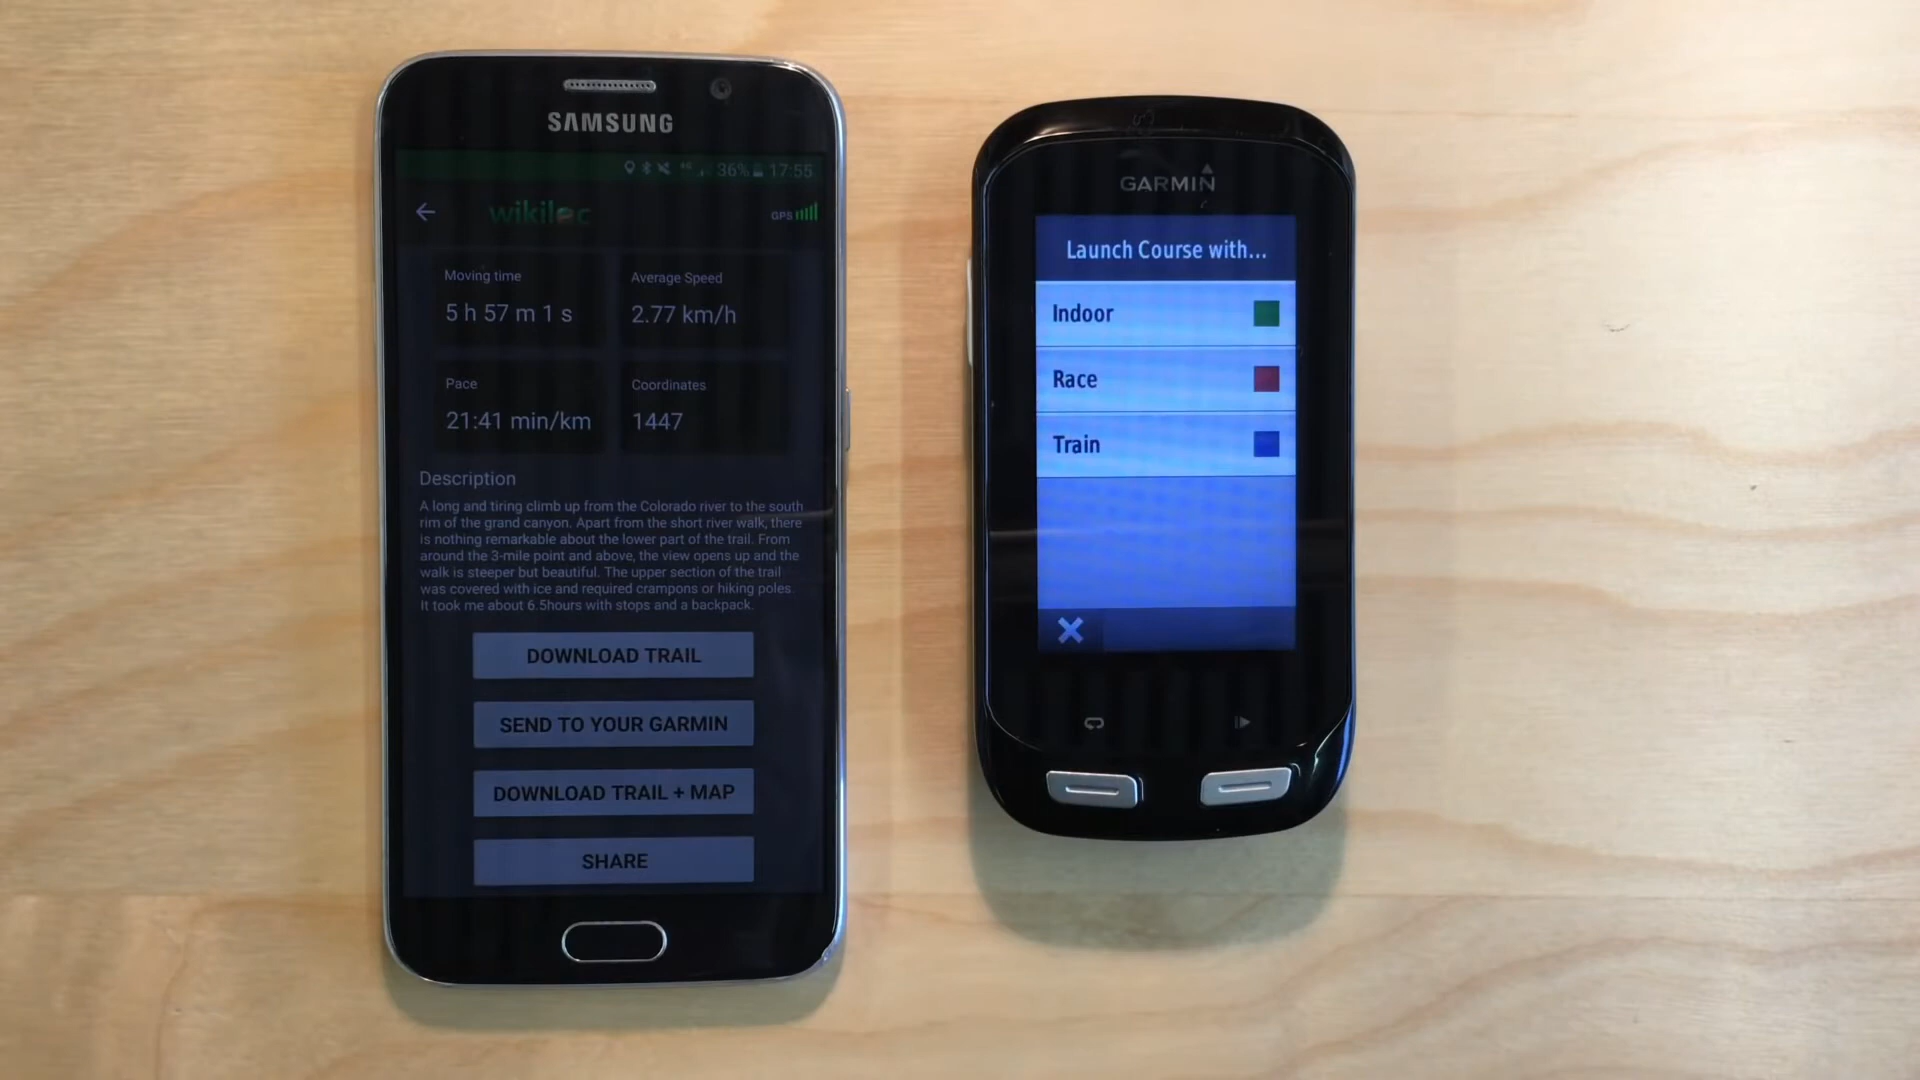 SAMSUNG
4G 36% 17:55
wikiloc
GPS
Moving time
5 h 57 m 1 s
Average Speed
2.77 km/h
Pace
21:41 min/km
Coordinates
1447
Description
A long and tiring climb up from the Colorado river to the south
rim of the grand canyon. Apart from the short river walk, there
is nothing remarkable about the lower part of the trail. From
around the 3-mile point and above, the view opens up and the
walk is steeper but beautiful. The upper section of the trail
was covered with ice and required crampons or hiking poles.
It took me about 6.5hours with stops and a backpack.
DOWNLOAD TRAIL
SEND TO YOUR GARMIN
DOWNLOAD TRAIL + MAP
SHARE
GARMIN
Launch Course with...
Indoor
Race
Train